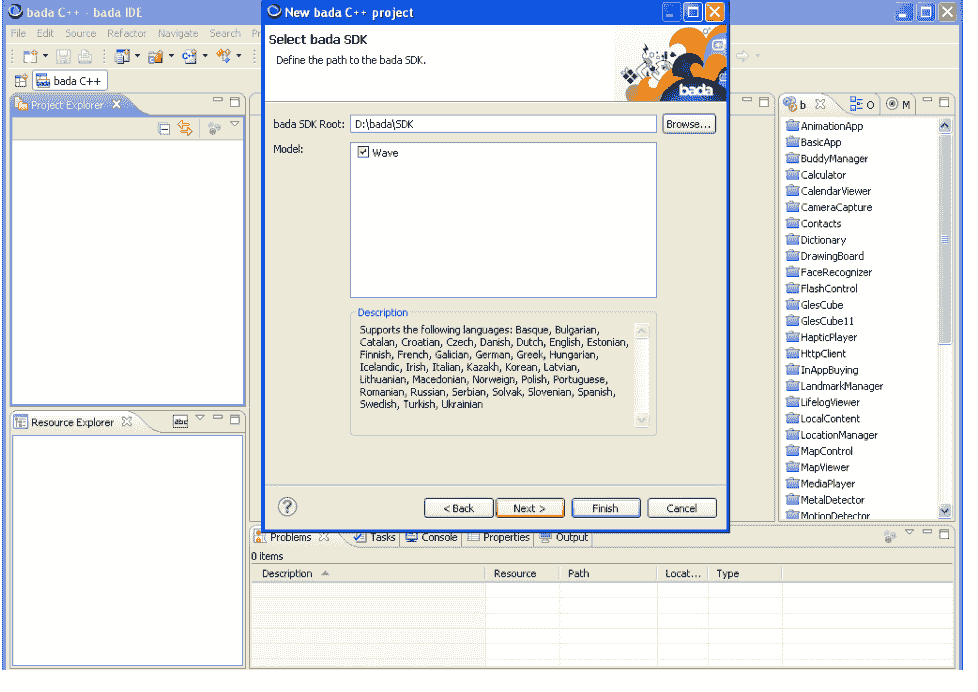 bada C++ - bada IDE
File Edit Source Refactor Navigate Search Pr
bada C++
Project Explorer
Resource Explorer
New bada C++ project
Select bada SDK
Define the path to the bada SDK.
bada
bada SDK Root: D:\bada\SDK Browse...
Model: Wave
Description
Supports the following languages: Basque, Bulgarian,
Catalan, Croatian, Czech, Danish, Dutch, English, Estonian,
Finnish, French, Galician, German, Greek, Hungarian,
Icelandic, Irish, Italian, Kazakh, Korean, Latvian,
Lithuanian, Macedonian, Norweign, Polish, Portuguese,
Romanian, Russian, Serbian, Solvak, Slovenian, Spanish,
Swedish, Turkish, Ukrainian
< Back Next > Finish Cancel
b O M
AnimationApp
BasicApp
BuddyManager
Calculator
CalendarViewer
CameraCapture
Contacts
Dictionary
DrawingBoard
FaceRecognizer
FlashControl
GlesCube
GlesCube11
HapticPlayer
HttpClient
InAppBuying
LandmarkManager
LifelogViewer
LocalContent
LocationManager
MapControl
MapViewer
MediaPlayer
MetalDetector
MotionDetector
Problems Tasks Console Properties Output
0 items
Description Resource Path Locat... Type